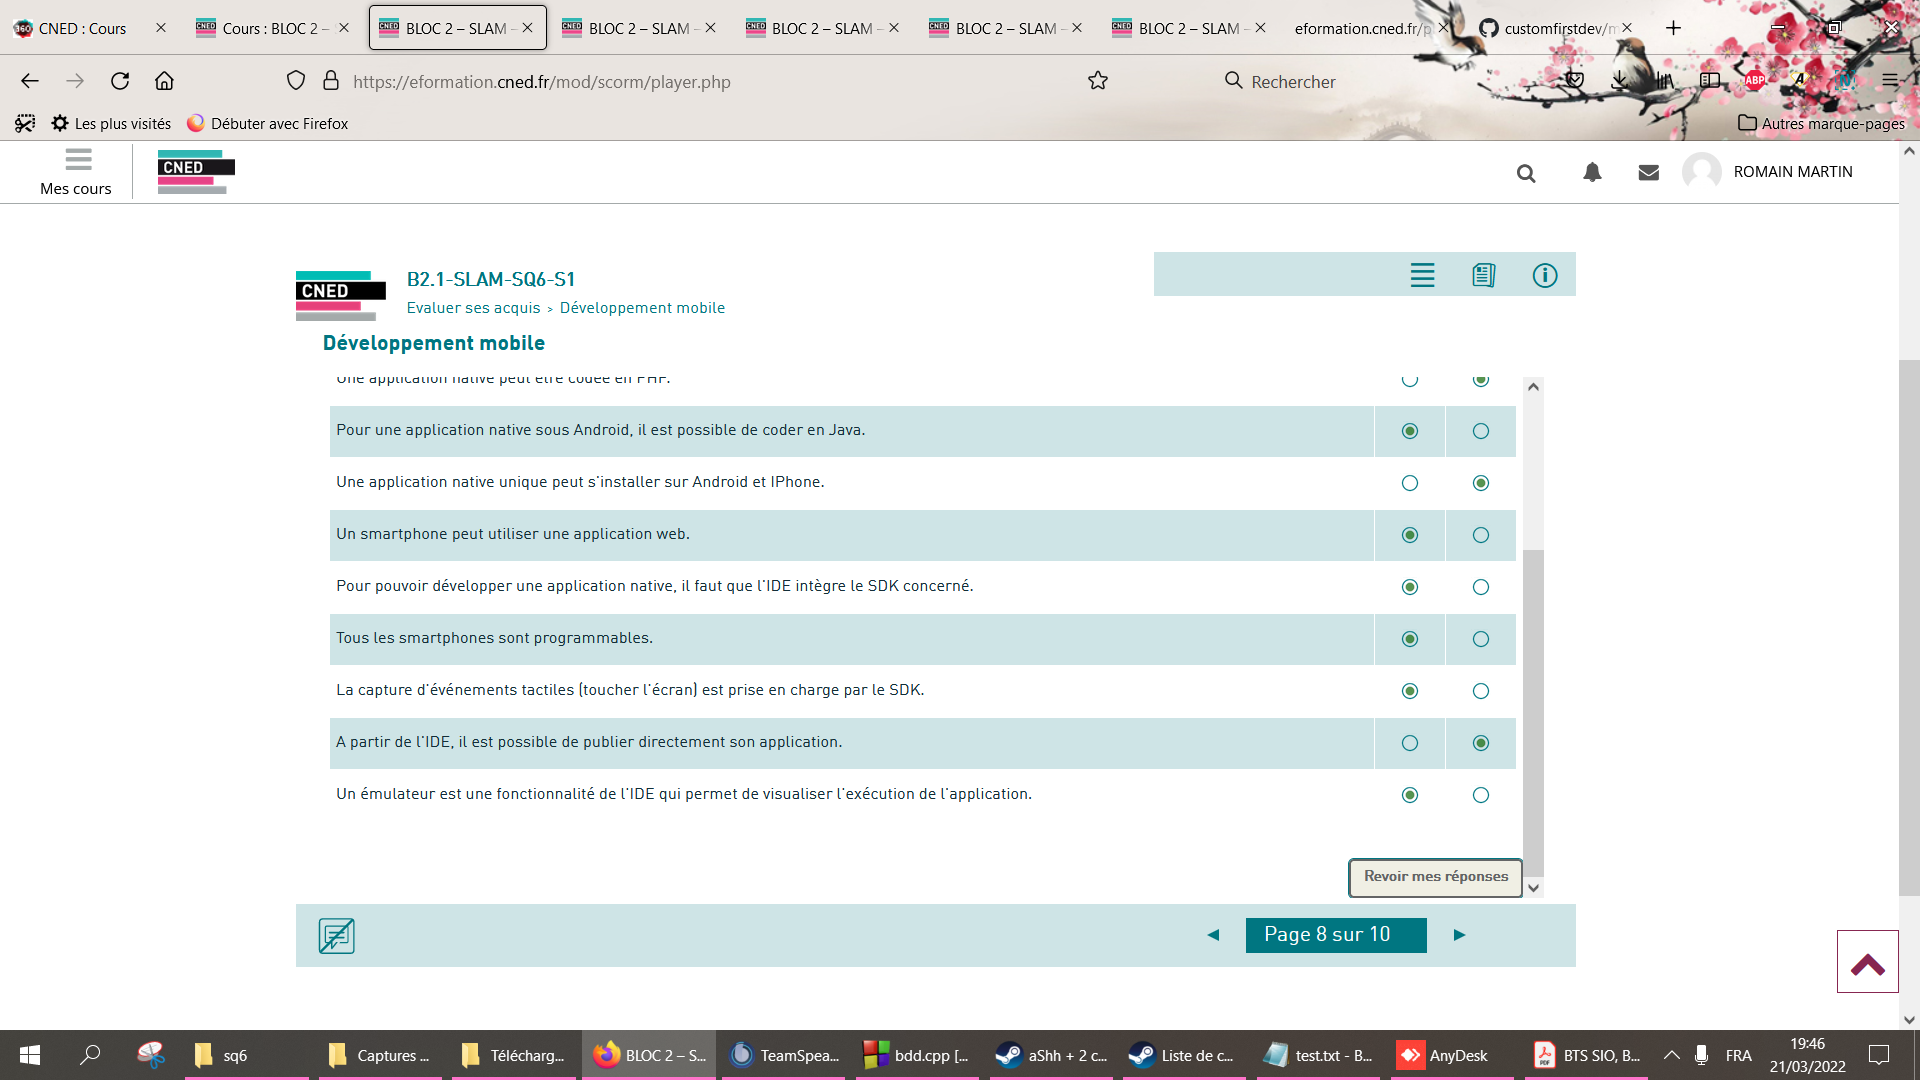 CNED : Cours
Cours : BLOC 2 –
BLOC 2 – SLAM –
BLOC 2 – SLAM –
BLOC 2 – SLAM –
BLOC 2 – SLAM –
BLOC 2 – SLAM –
eformation.cned.fr/p
customfirstdev/m
https://eformation.cned.fr/mod/scorm/player.php
Rechercher
ABP
Les plus visités
Débuter avec Firefox
Autres marque-pages
Mes cours
CNED
ROMAIN MARTIN
CNED
B2.1-SLAM-SQ6-S1
Evaluer ses acquis > Développement mobile
Développement mobile
Une application native peut être codée en PHP.
Pour une application native sous Android, il est possible de coder en Java.
Une application native unique peut s'installer sur Android et IPhone.
Un smartphone peut utiliser une application web.
Pour pouvoir développer une application native, il faut que l'IDE intègre le SDK concerné.
Tous les smartphones sont programmables.
La capture d'événements tactiles (toucher l'écran) est prise en charge par le SDK.
A partir de l'IDE, il est possible de publier directement son application.
Un émulateur est une fonctionnalité de l'IDE qui permet de visualiser l'exécution de l'application.
Revoir mes réponses
Page 8 sur 10
sq6
Captures ...
Télécharg...
BLOC 2 – S...
TeamSpea...
bdd.cpp [...
aShh + 2 c...
Liste de c...
test.txt - B...
AnyDesk
BTS SIO, B...
FRA
19:46
21/03/2022